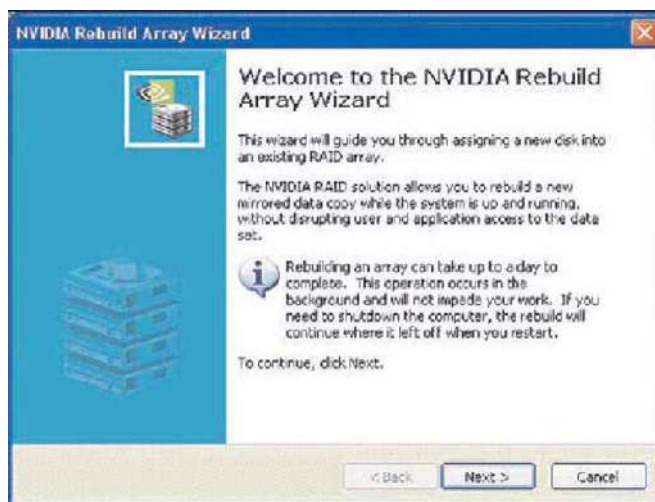 NVIDIA Rebuild Array Wizard
Welcome to the NVIDIA Rebuild
Array Wizard
This wizard will guide you through assigning a new disk into
an existing RAID array.
The NVIDIA RAID solution allows you to rebuild a new
mirrored data copy while the system is up and running,
without disrupting user and application access to the data
set.
Rebuilding an array can take up to a day to
complete. This operation occurs in the
background and will not impede your work. If you
need to shutdown the computer, the rebuild will
continue where it left off when you restart.
To continue, click Next.
< Back
Next >
Cancel